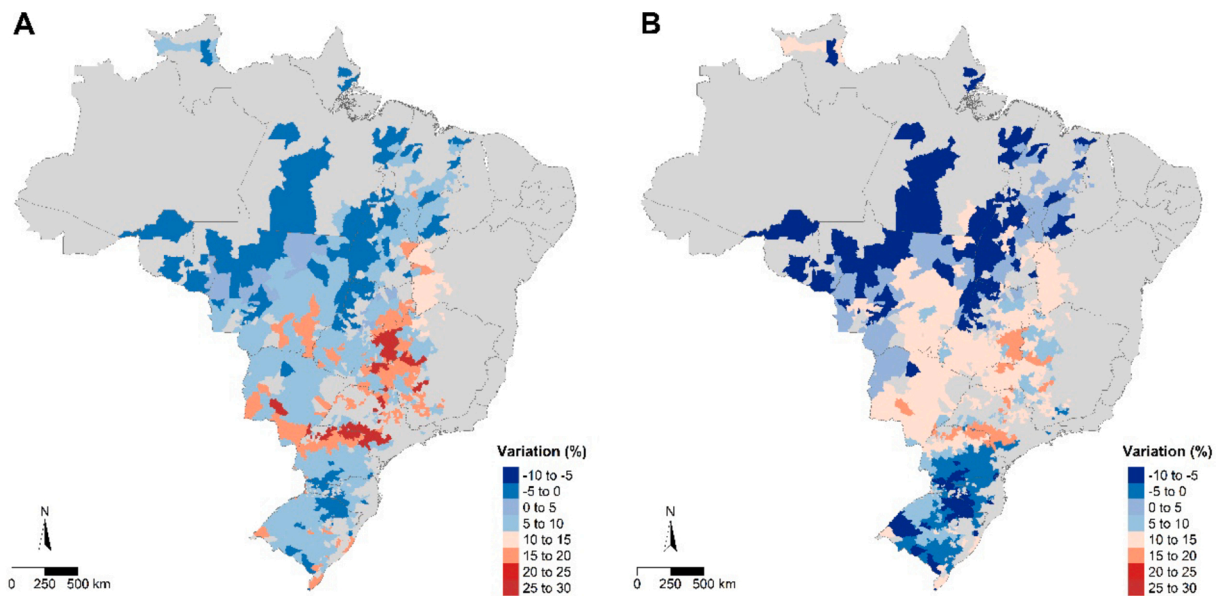 A
B
Variation (%)
-10 to -5
-5 to 0
0 to 5
5 to 10
10 to 15
15 to 20
20 to 25
25 to 30
N
0 250 500 km
Variation (%)
-10 to -5
-5 to 0
0 to 5
5 to 10
10 to 15
15 to 20
20 to 25
25 to 30
N
0 250 500 km